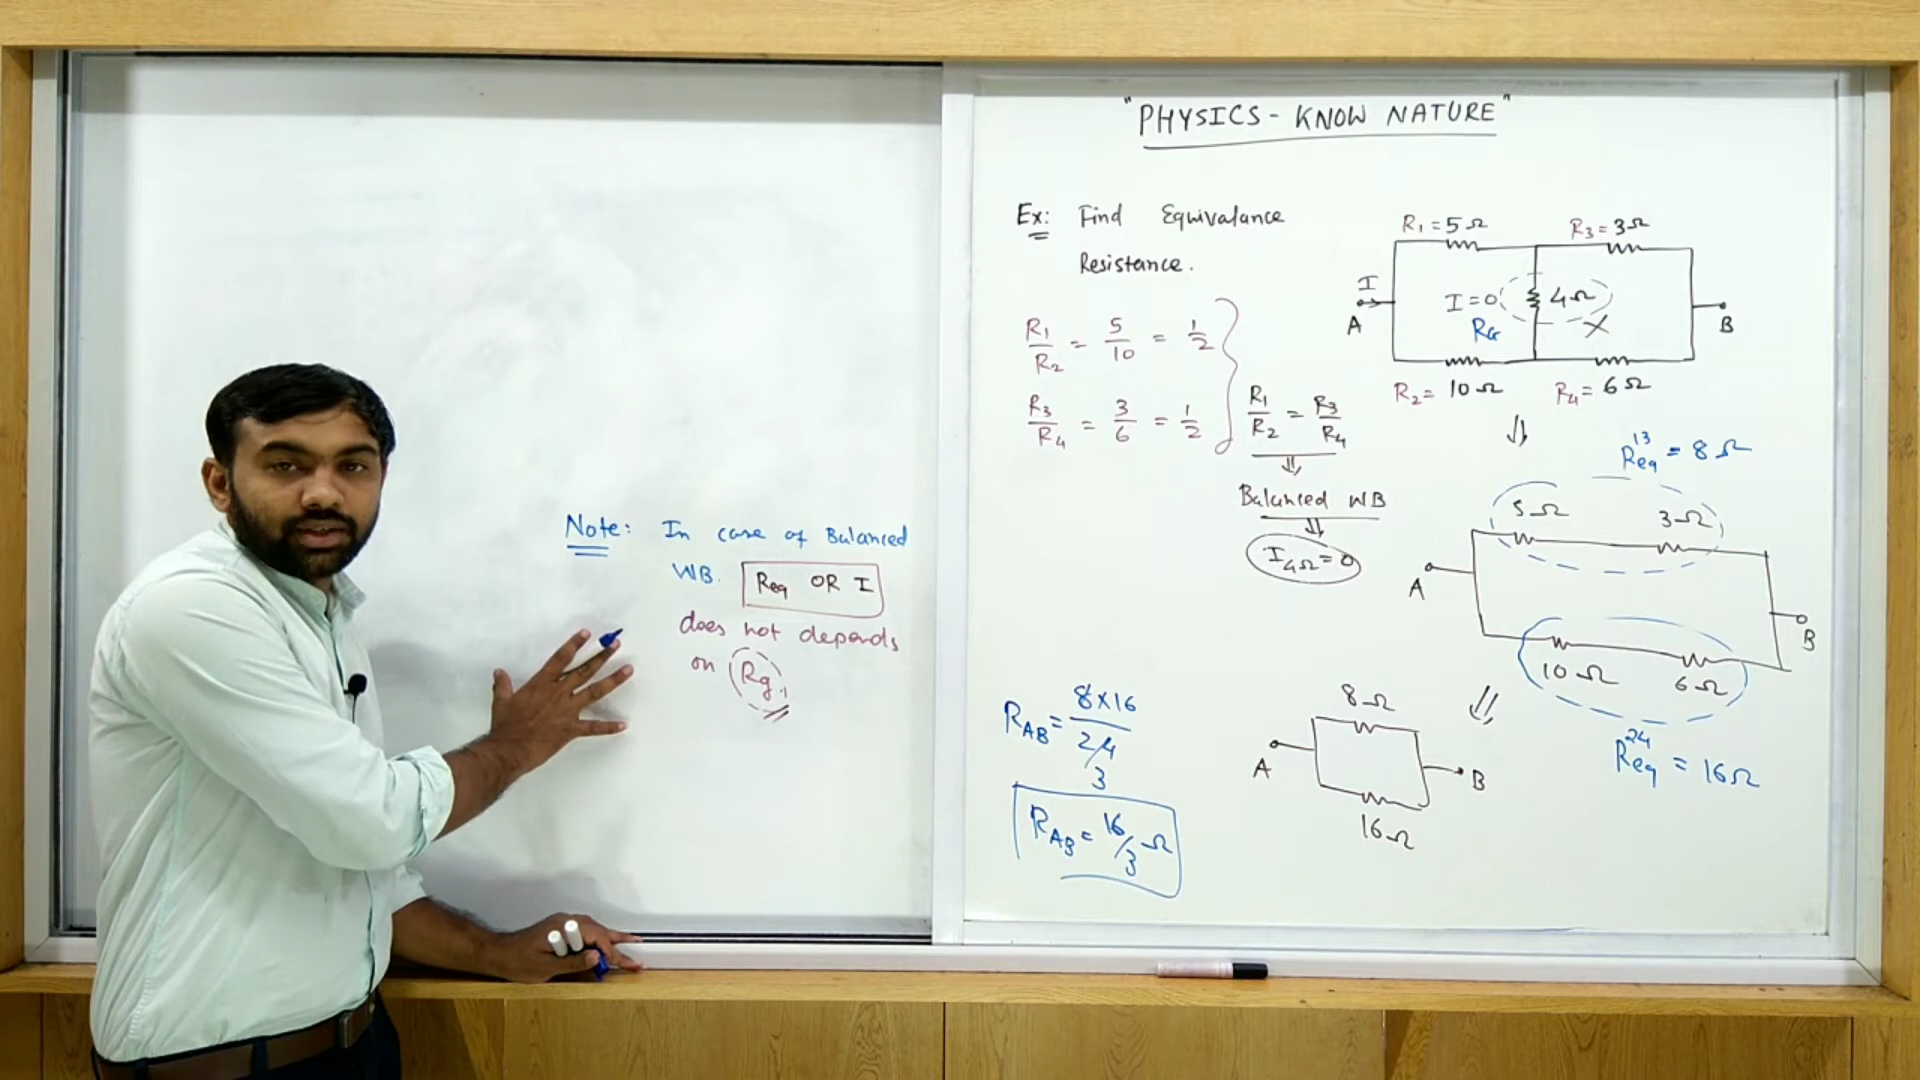 "PHYSICS - KNOW NATURE"
Ex: Find Equivalance
Resistance.
R1/R2 = 5/10 = 1/2
R3/R4 = 3/6 = 1/2
R1/R2 = R3/R4
⇓
Balanced WB
⇓
I4Ω = 0
R1 = 5Ω
R3 = 3Ω
I
A
I = 0
4Ω
RG
X
B
R2 = 10Ω
R4 = 6Ω
⇓
Req13 = 8Ω
5Ω
3Ω
A
B
10Ω
6Ω
Req24 = 16Ω
⇓
8Ω
A
B
16Ω
RAB = 8×16/24
3
RAB = 16/3 Ω
Note: In case of Balanced
WB. Req OR I
does not depends
on Rg.